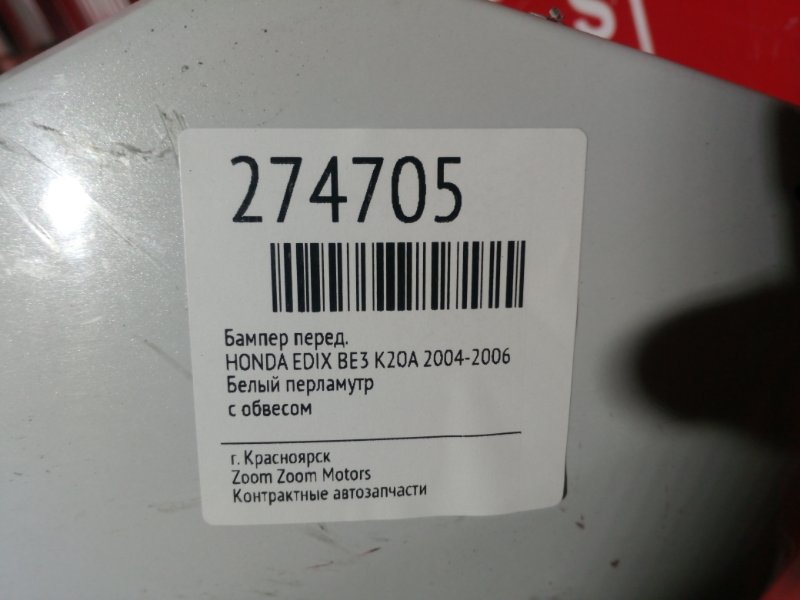 S
274705
Бампер перед.
HONDA EDIX BE3 K20A 2004-2006
Белый перламутр
с обвесом
г. Красноярск
Zoom Zoom Motors
Контрактные автозапчасти